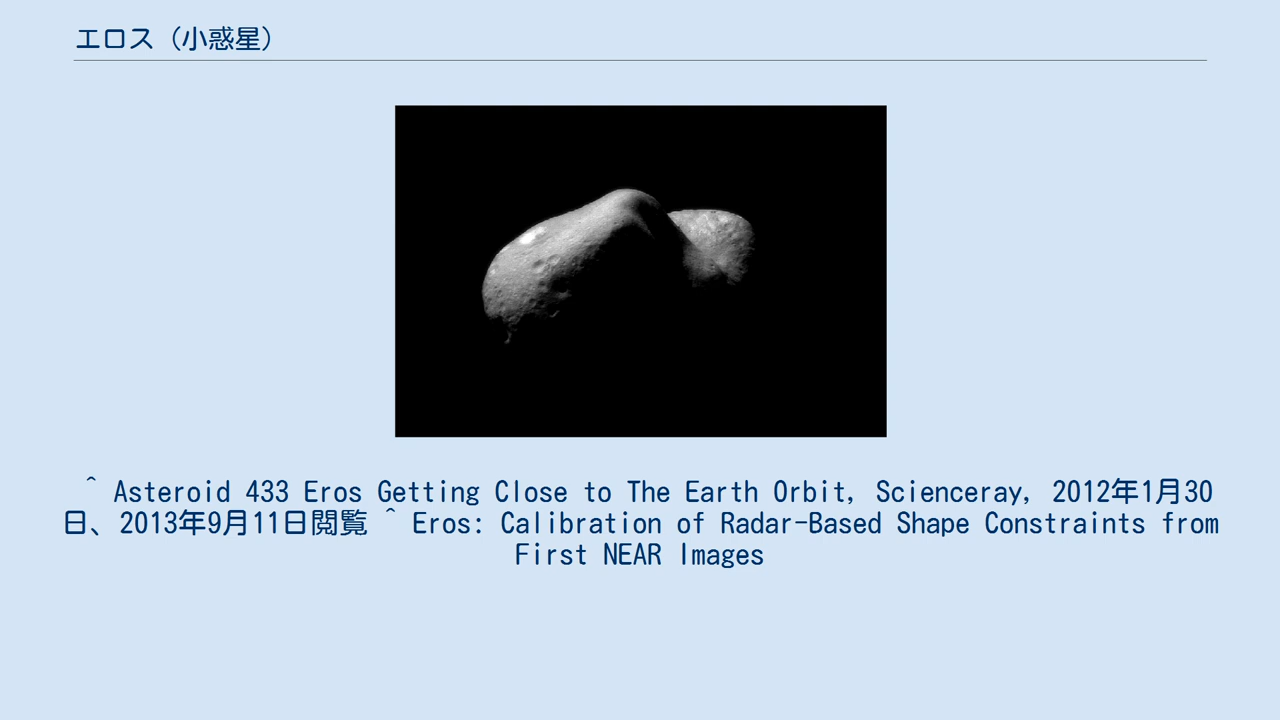 エロス（小惑星）
^ Asteroid 433 Eros Getting Close to The Earth Orbit, Scienceray, 2012年1月30
日、2013年9月11日閲覧 ^ Eros: Calibration of Radar-Based Shape Constraints from
First NEAR Images